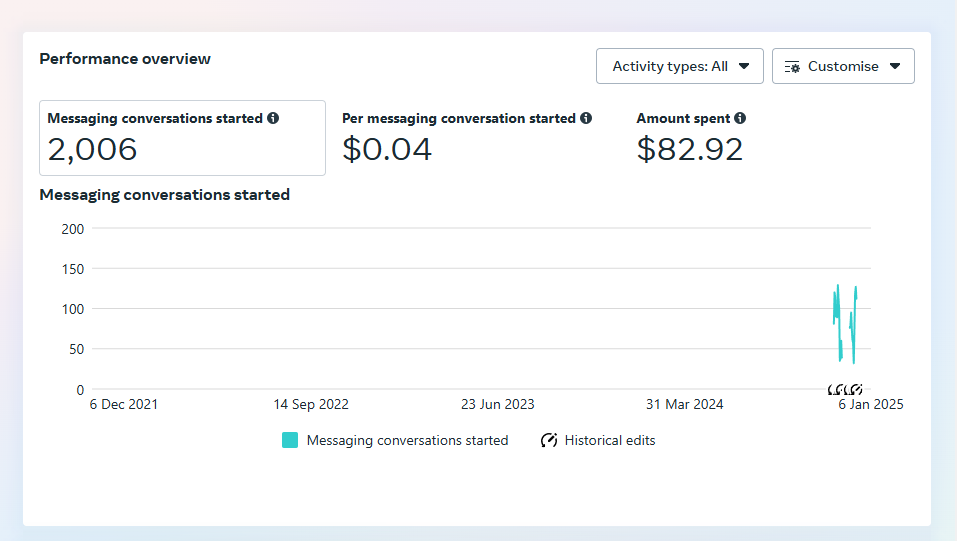 Performance overview
Activity types: All
Customise
Messaging conversations started
2,006
Per messaging conversation started
$0.04
Amount spent
$82.92
Messaging conversations started
200
150
100
50
0
6 Dec 2021
14 Sep 2022
23 Jun 2023
31 Mar 2024
6 Jan 2025
Messaging conversations started
Historical edits